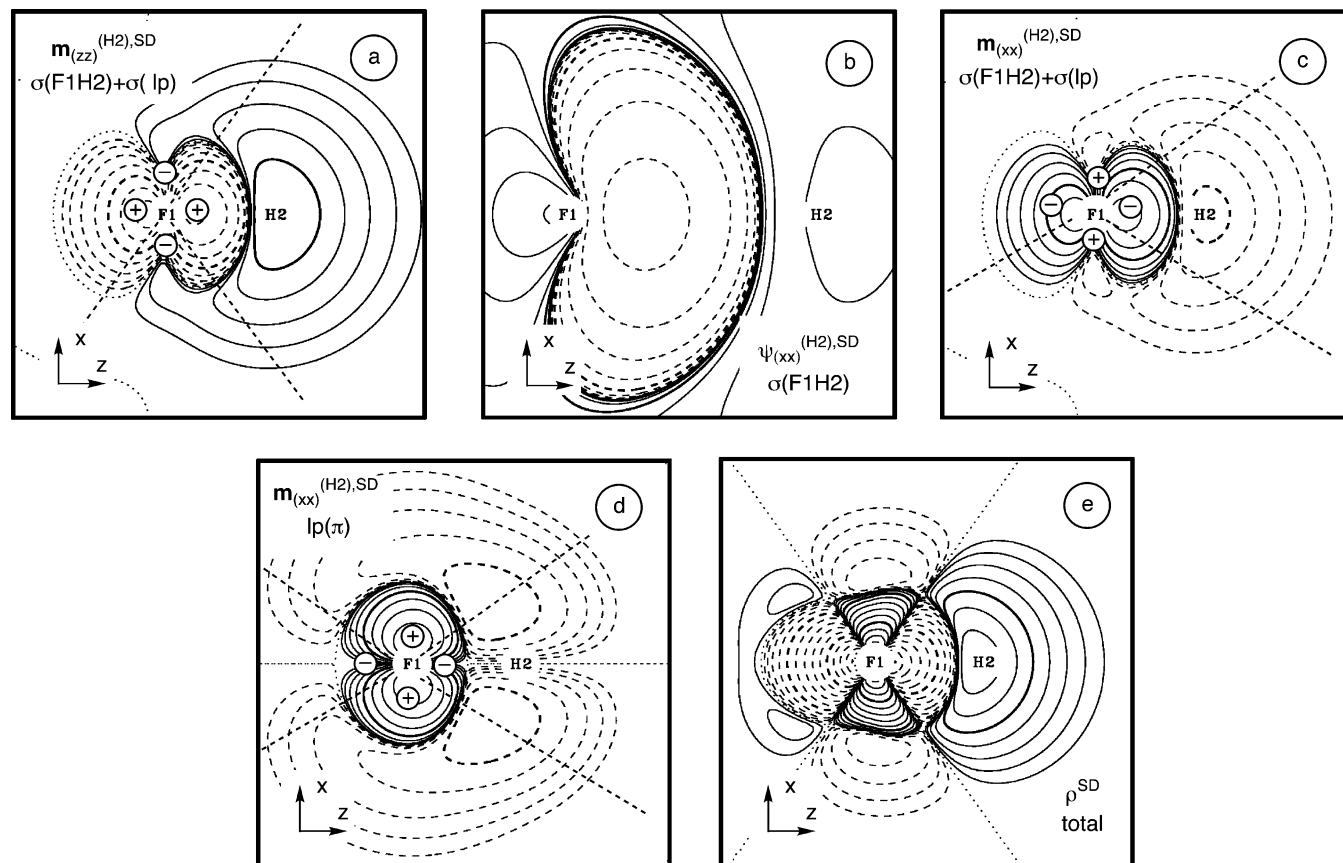 m(zz)(H2),SD
σ(F1H2)+σ( lp)
a
− 
+ F1 + H2
−
x
z
b
F1 H2
x
z
ψ(xx)(H2),SD
σ(F1H2)
m(xx)(H2),SD
σ(F1H2)+σ(lp)
c
+
− F1 − H2
+
x
z
m(xx)(H2),SD
lp(π)
d
+
− F1 − H2
+
x
z
e
F1 H2
x
z
ρSD
total